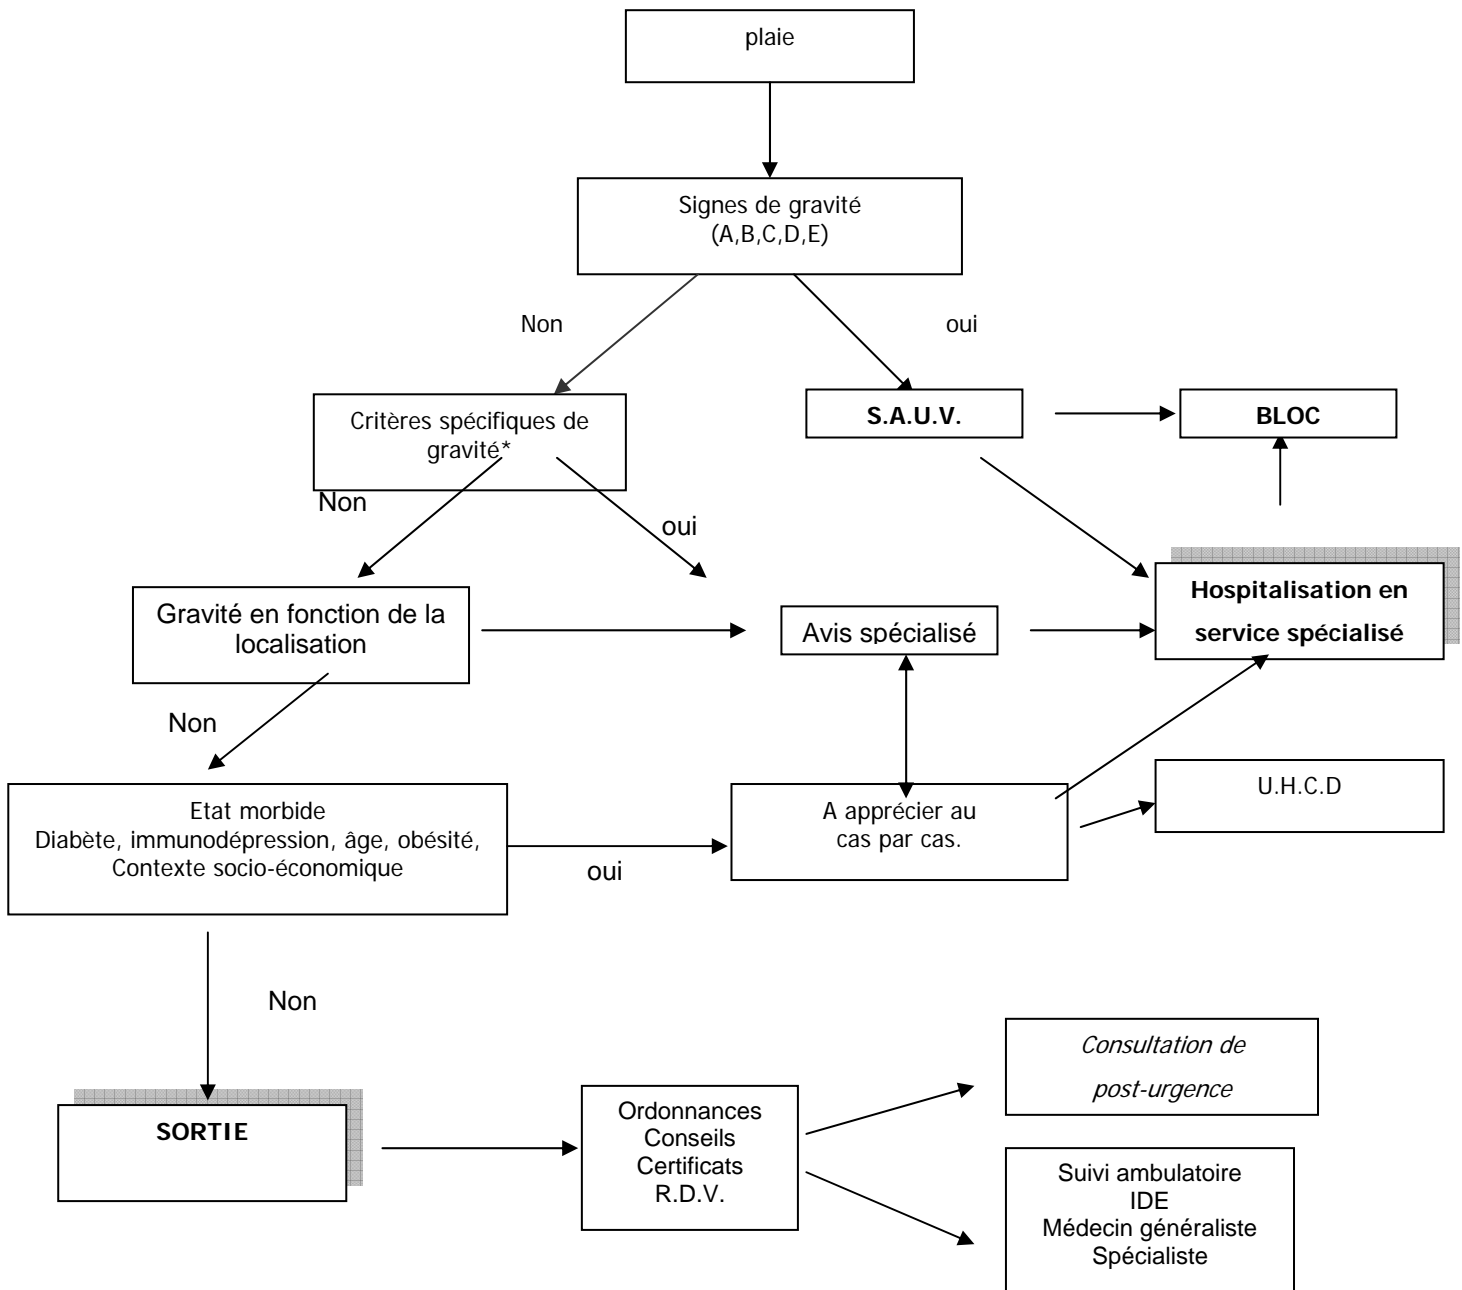 plaie
Signes de gravité
(A,B,C,D,E)
Non
oui
Critères spécifiques de
gravité*
S.A.U.V.
BLOC
Non
oui
Gravité en fonction de la
localisation
Avis spécialisé
Hospitalisation en
service spécialisé
Non
Etat morbide
Diabète, immunodépression, âge, obésité,
Contexte socio-économique
oui
A apprécier au
cas par cas.
U.H.C.D
Non
SORTIE
Ordonnances
Conseils
Certificats
R.D.V.
Consultation de
post-urgence
Suivi ambulatoire
IDE
Médecin généraliste
Spécialiste